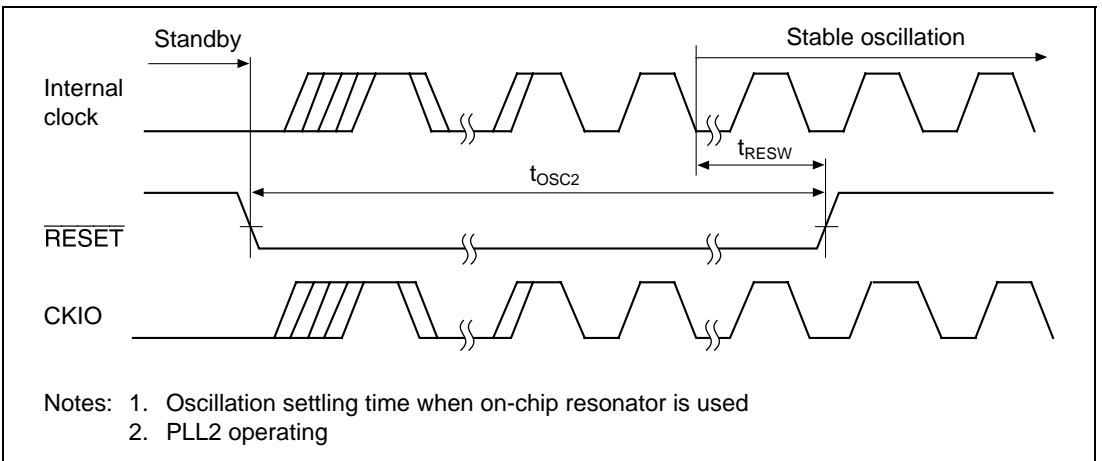 Standby
Stable oscillation
Internal
clock
tRESW
tOSC2
RESET
CKIO
Notes: 1. Oscillation settling time when on-chip resonator is used
2. PLL2 operating